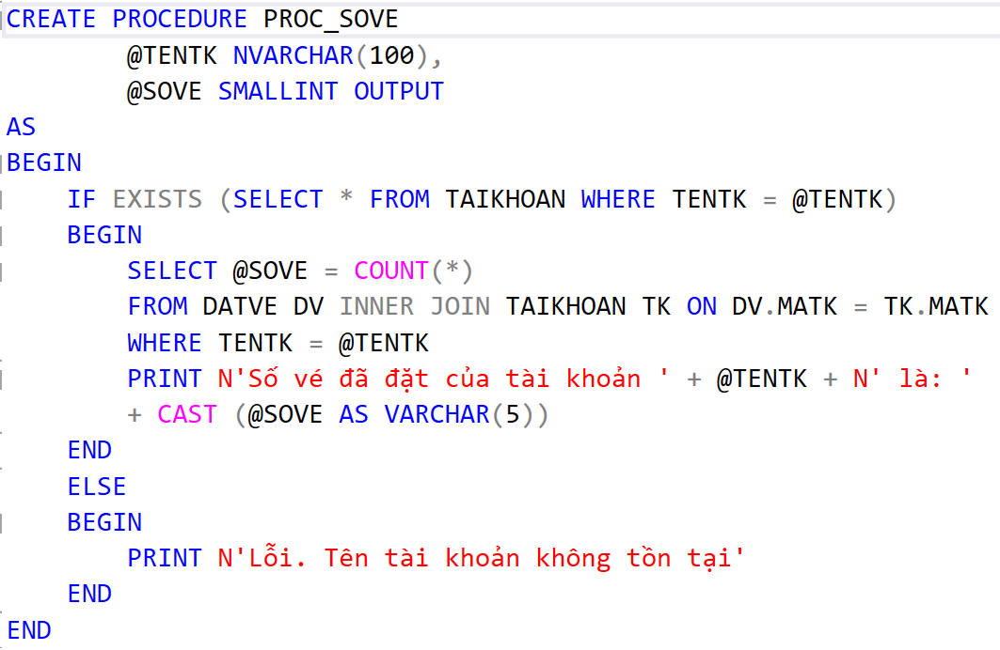 CREATE PROCEDURE PROC_SOVE
        @TENTK NVARCHAR(100),
        @SOVE SMALLINT OUTPUT
AS
BEGIN
    IF EXISTS (SELECT * FROM TAIKHOAN WHERE TENTK = @TENTK)
    BEGIN
        SELECT @SOVE = COUNT(*)
        FROM DATVE DV INNER JOIN TAIKHOAN TK ON DV.MATK = TK.MATK
        WHERE TENTK = @TENTK
        PRINT N'Số vé đã đặt của tài khoản ' + @TENTK + N' là: '
        + CAST (@SOVE AS VARCHAR(5))
    END
    ELSE
    BEGIN
        PRINT N'Lỗi. Tên tài khoản không tồn tại'
    END
END